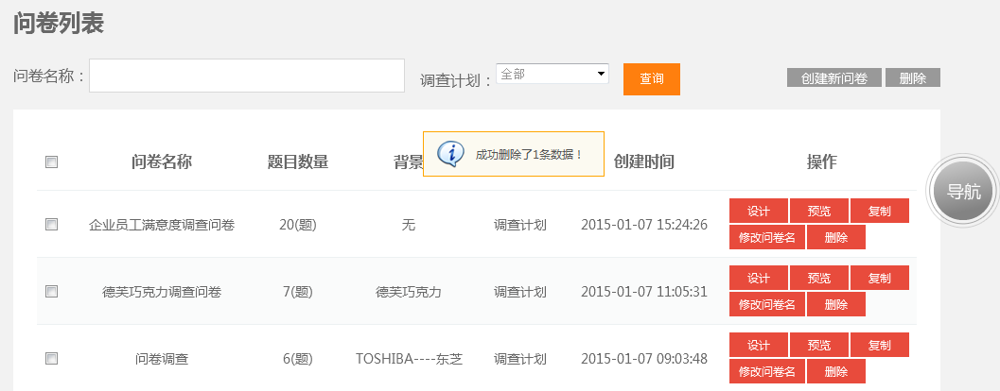 问卷列表
问卷名称： 调查计划： 全部 查询 创建新问卷 删除
成功删除了1条数据！
问卷名称 题目数量 背景 创建时间 操作
导航
企业员工满意度调查问卷 20(题) 无 调查计划 2015-01-07 15:24:26 设计 预览 复制
修改问卷名 删除
德芙巧克力调查问卷 7(题) 德芙巧克力 调查计划 2015-01-07 11:05:31 设计 预览 复制
修改问卷名 删除
问卷调查 6(题) TOSHIBA----东芝 调查计划 2015-01-07 09:03:48 设计 预览 复制
修改问卷名 删除